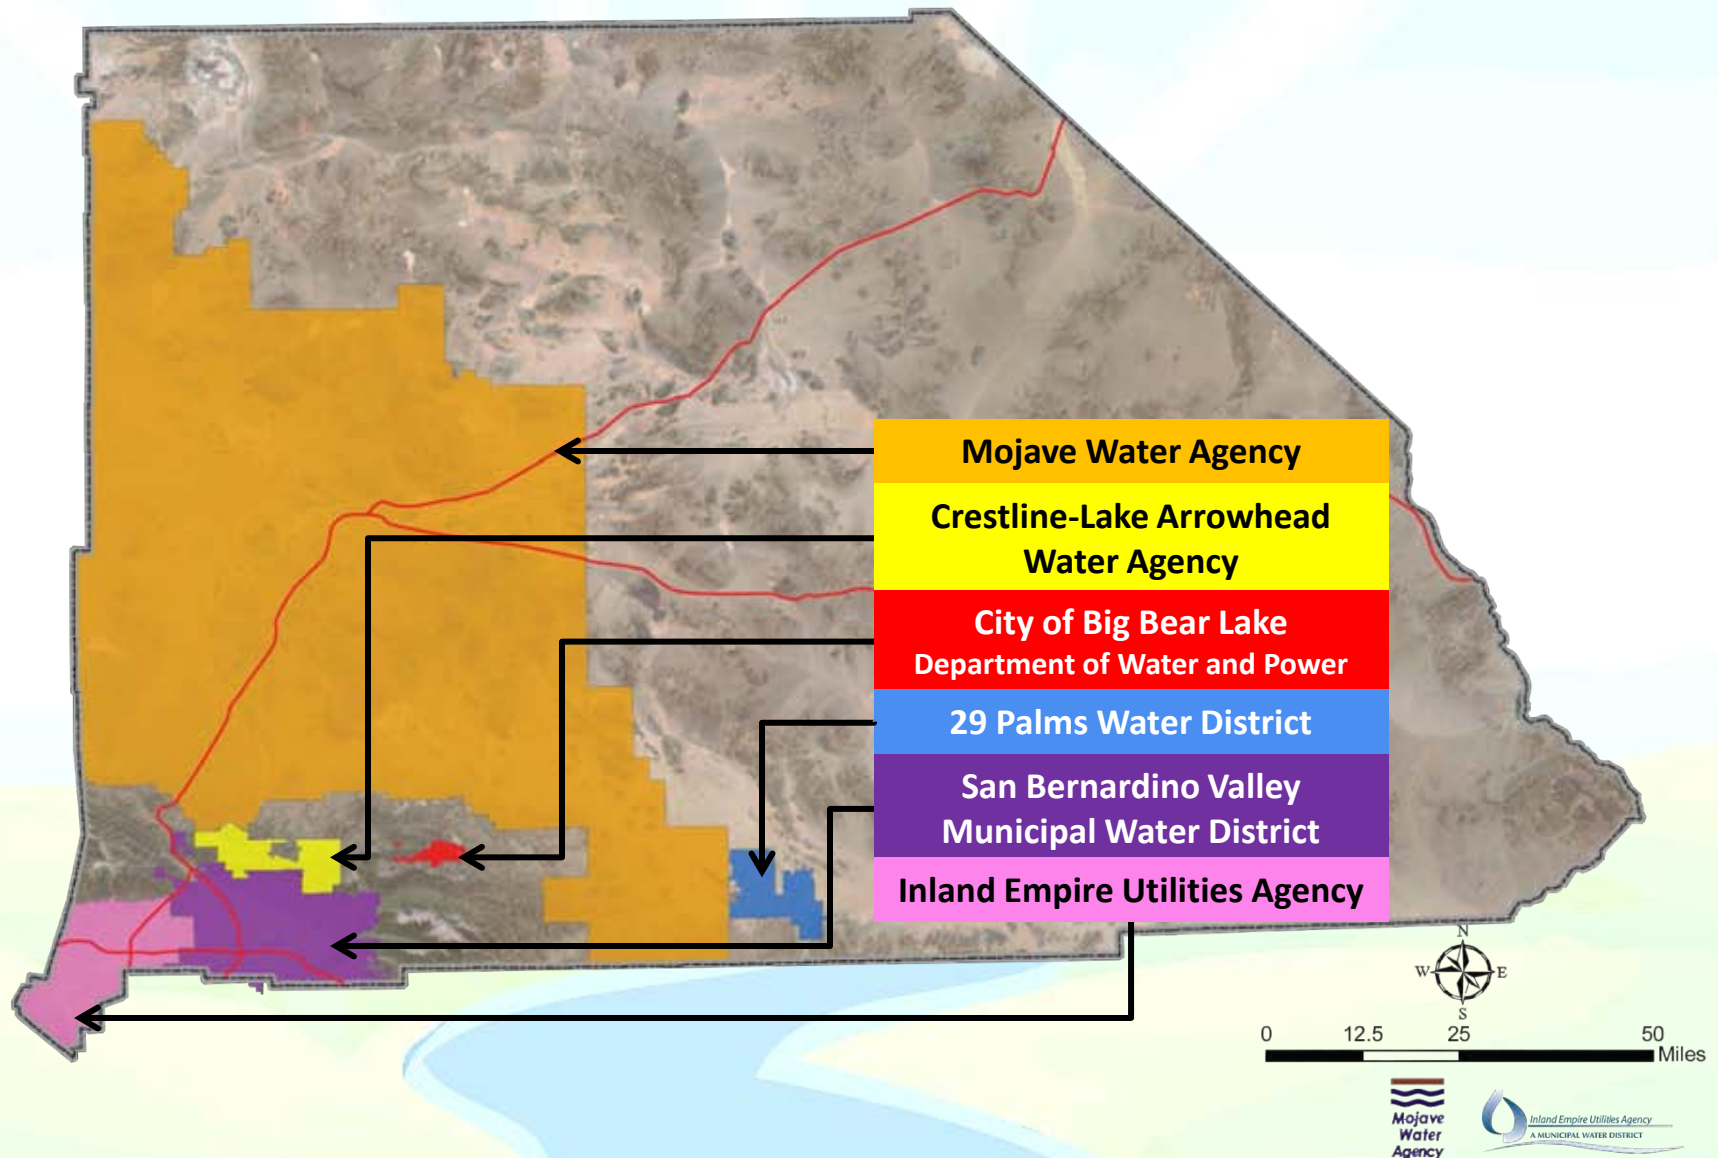 Mojave Water Agency
Crestline-Lake Arrowhead
Water Agency
City of Big Bear Lake
Department of Water and Power
29 Palms Water District
San Bernardino Valley
Municipal Water District
Inland Empire Utilities Agency
N
W E
S
0 12.5 25 50
Miles
Mojave
Water
Agency
Inland Empire Utilities Agency
A MUNICIPAL WATER DISTRICT